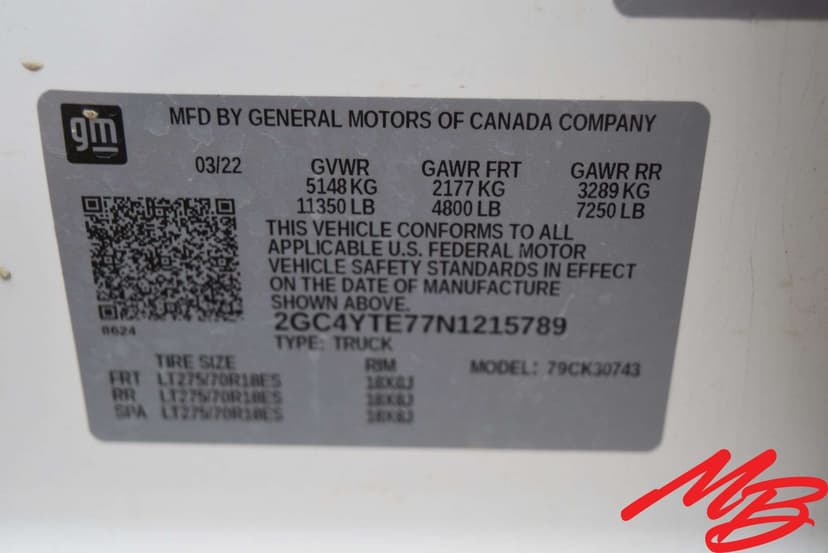 gm
MFD BY GENERAL MOTORS OF CANADA COMPANY
03/22 GVWR GAWR FRT GAWR RR
5148 KG 2177 KG 3289 KG
11350 LB 4800 LB 7250 LB
THIS VEHICLE CONFORMS TO ALL
APPLICABLE U.S. FEDERAL MOTOR
VEHICLE SAFETY STANDARDS IN EFFECT
ON THE DATE OF MANUFACTURE
SHOWN ABOVE.
2GC4YTE77N1215789
8624
TYPE: TRUCK
TIRE SIZE RIM MODEL: 79CK30743
FRT LT275/70R18ES 18X8J
RR LT275/70R18ES 18X8J
SPA LT275/70R18ES 18X8J
MB